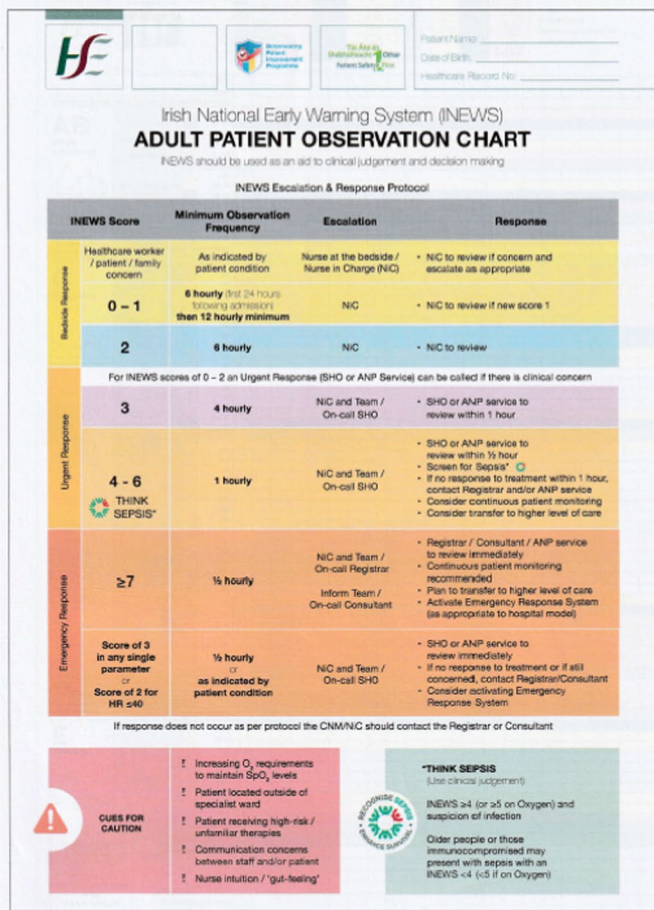 HSE
Deteriorating
Patient
Improvement
Programme
Tús Áite do
Shábháilteacht 1 Othar
Patient Safety First
Patient Name:
Date of Birth:
Healthcare Record No:
Irish National Early Warning System (INEWS)
ADULT PATIENT OBSERVATION CHART
INEWS should be used as an aid to clinical judgement and decision making
INEWS Escalation & Response Protocol
INEWS Score
Minimum Observation
Frequency
Escalation
Response
Bedside Response
Healthcare worker
/ patient / family
concern
As indicated by
patient condition
Nurse at the bedside /
Nurse in Charge (NiC)
• NiC to review if concern and
escalate as appropriate
0 – 1
6 hourly (first 24 hours
following admission)
then 12 hourly minimum
NiC
• NiC to review if new score 1
2
6 hourly
NiC
• NiC to review
For INEWS scores of 0 – 2 an Urgent Response (SHO or ANP Service) can be called if there is clinical concern
Urgent Response
3
4 hourly
NiC and Team /
On-call SHO
• SHO or ANP service to
review within 1 hour
4 - 6
THINK
SEPSIS*
1 hourly
NiC and Team /
On-call SHO
• SHO or ANP service to
review within ½ hour
• Screen for Sepsis*
• If no response to treatment within 1 hour,
contact Registrar and/or ANP service
• Consider continuous patient monitoring
• Consider transfer to higher level of care
Emergency Response
≥7
½ hourly
NiC and Team /
On-call Registrar
Inform Team /
On-call Consultant
• Registrar / Consultant / ANP service
to review immediately
• Continuous patient monitoring
recommended
• Plan to transfer to higher level of care
• Activate Emergency Response System
(as appropriate to hospital model)
Score of 3
in any single
parameter
or
Score of 2 for
HR ≤40
½ hourly
or
as indicated by
patient condition
NiC and Team /
On-call SHO
• SHO or ANP service to
review immediately
• If no response to treatment or if still
concerned, contact Registrar/Consultant
• Consider activating Emergency
Response System
If response does not occur as per protocol the CNM/NiC should contact the Registrar or Consultant
CUES FOR
CAUTION
! Increasing O₂ requirements
to maintain SpO₂ levels
! Patient located outside of
specialist ward
! Patient receiving high-risk /
unfamiliar therapies
! Communication concerns
between staff and/or patient
! Nurse intuition / 'gut-feeling'
RECOGNISE SEPSIS
ENHANCE SURVIVAL
*THINK SEPSIS
(Use clinical judgement)
INEWS ≥4 (or ≥5 on Oxygen) and
suspicion of infection
Older people or those
immunocompromised may
present with sepsis with an
INEWS <4 (<5 if on Oxygen)